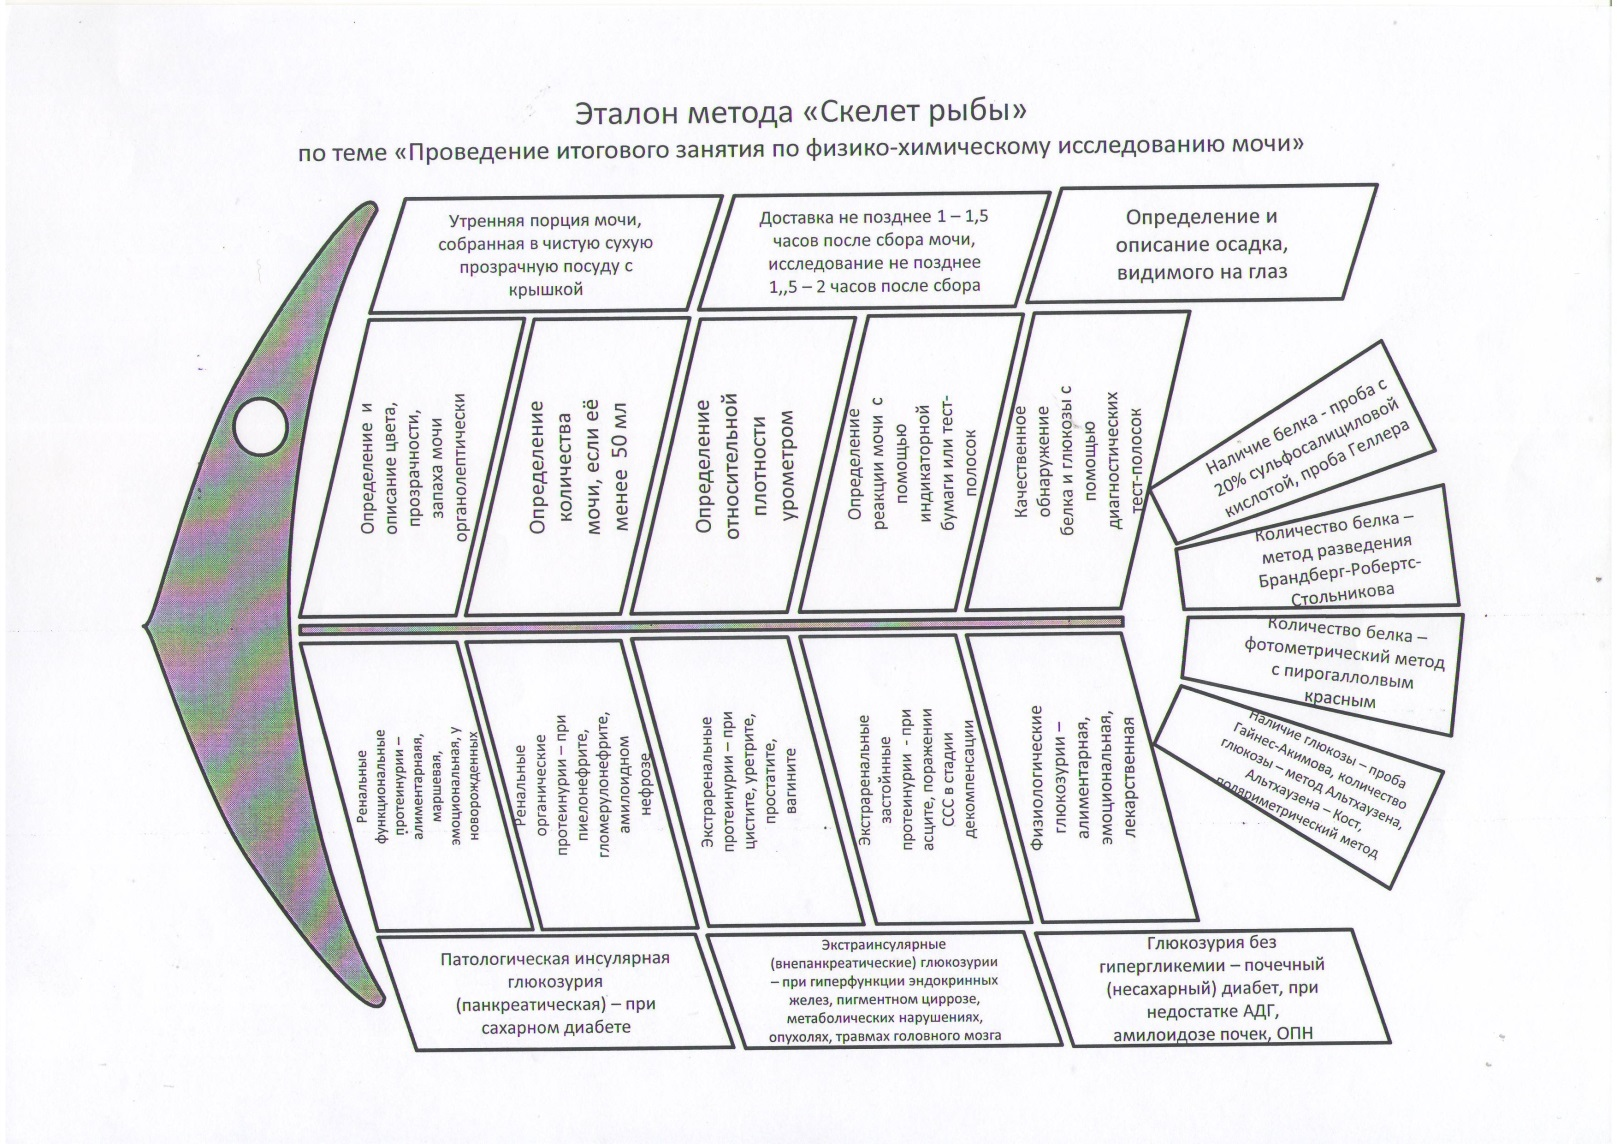 Эталон метода «Скелет рыбы»
по теме «Проведение итогового занятия по физико-химическому исследованию мочи»
Утренняя порция мочи,
собранная в чистую сухую
прозрачную посуду с
крышкой
Доставка не позднее 1 – 1,5
часов после сбора мочи,
исследование не позднее
1,,5 – 2 часов после сбора
Определение и
описание осадка,
видимого на глаз
Определение и
описание цвета,
прозрачности,
запаха мочи
органолептически
Определение
количества
мочи, если её
менее 50 мл
Определение
относительной
плотности
урометром
Определение
реакции мочи с
помощью
индикаторной
бумаги или тест-
полосок
Качественное
обнаружение
белка и глюкозы с
помощью
диагностических
тест-полосок
Наличие белка - проба с
20% сульфосалициловой
кислотой, проба Геллера
Количество белка –
метод разведения
Брандберг-Робертс-
Стольникова
Количество белка –
фотометрический метод
с пирогаллолвым
красным
Наличие глюкозы – проба
Гайнес-Акимова, количество
глюкозы – метод Альтхаузена,
Альтхаузена – Кост,
поляриметрический метод
Ренальные
функциональные
протеинурии –
алиментарная,
маршевая,
эмоциональная, у
новорожденных
Ренальные
органические
протеинурии – при
пиелонефрите,
гломерулонефрите,
амилоидном
нефрозе
Экстраренальные
протеинурии – при
цистите, уретрите,
простатите,
вагините
Экстраренальные
застойные
протеинурии - при
асците, поражении
ССС в стадии
декомпенсации
Физиологические
глюкозурии –
алиментарная,
эмоциональная,
лекарственная
Патологическая инсулярная
глюкозурия
(панкреатическая) – при
сахарном диабете
Экстраинсулярные
(внепанкреатические) глюкозурии
– при гиперфункции эндокринных
желез, пигментном циррозе,
метаболических нарушениях,
опухолях, травмах головного мозга
Глюкозурия без
гипергликемии – почечный
(несахарный) диабет, при
недостатке АДГ,
амилоидозе почек, ОПН